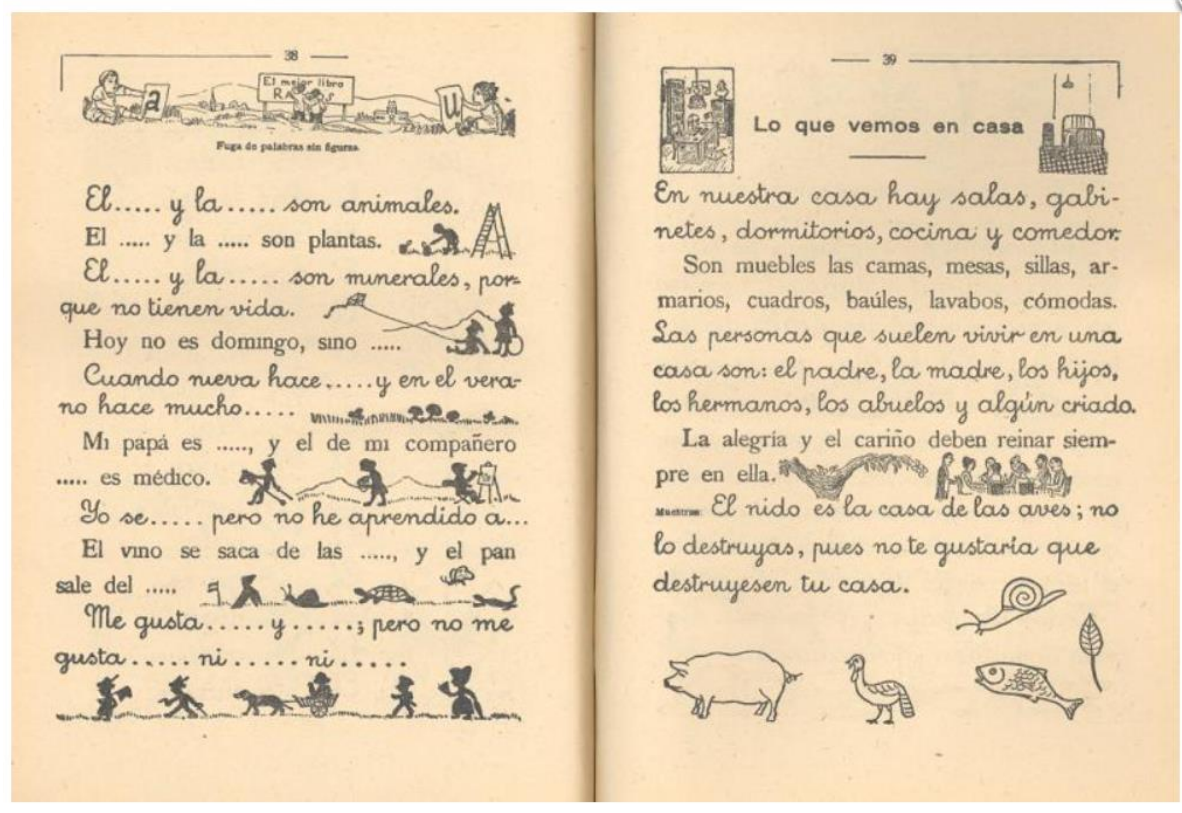 38
a
El mejor libro
RAYOS
u
Fuga de palabras sin figuras.
El ..... y la ..... son animales.
El ..... y la ..... son plantas.
El ..... y la ..... son minerales, por-
que no tienen vida.
Hoy no es domingo, sino .....
Cuando nieva hace ..... y en el vera-
no hace mucho .....
Mi papá es ....., y el de mi compañero
..... es médico.
Yo se ..... pero no he aprendido a...
El vino se saca de las ....., y el pan
sale del .....
Me gusta ..... y .....; pero no me
gusta ..... ni ..... ni .....
39
Lo que vemos en casa
En nuestra casa hay salas, gabi-
netes, dormitorios, cocina y comedor.
Son muebles las camas, mesas, sillas, ar-
marios, cuadros, baúles, lavabos, cómodas.
Las personas que suelen vivir en una
casa son: el padre, la madre, los hijos,
los hermanos, los abuelos y algún criado.
La alegría y el cariño deben reinar siem-
pre en ella.
Muestras: El nido es la casa de las aves; no
lo destruyas, pues no te gustaría que
destruyesen tu casa.